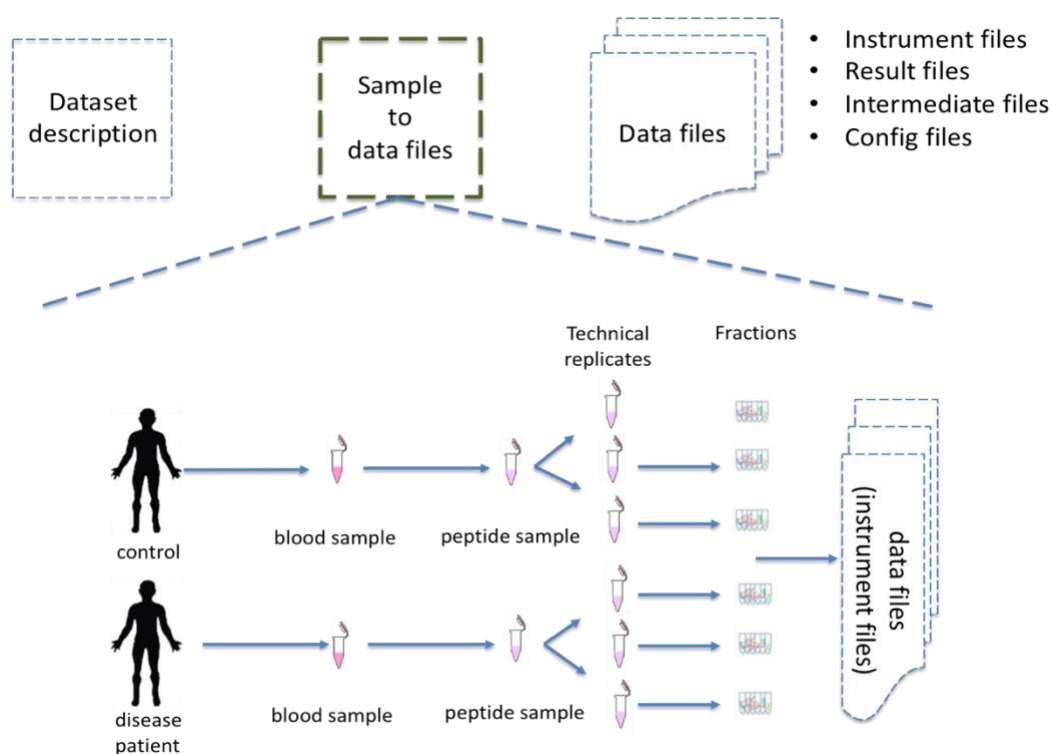 Dataset
description
Sample
to
data files
Data files
• Instrument files
• Result files
• Intermediate files
• Config files
Technical
replicates
Fractions
control
blood sample
peptide sample
disease
patient
blood sample
peptide sample
data files
(instrument files)